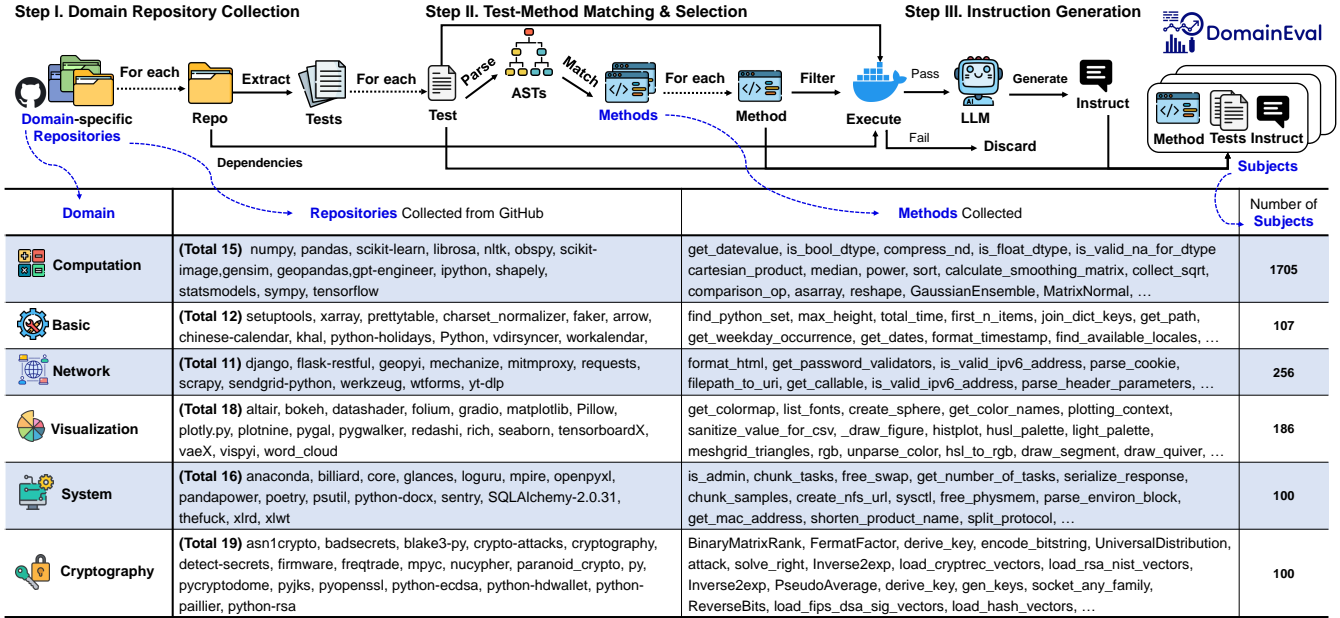 Step I. Domain Repository Collection
Step II. Test-Method Matching & Selection
Step III. Instruction Generation
DomainEval
For each
Extract
For each
Parse
ASTs
Match
For each
Filter
Pass
Generate
Domain-specific
Repositories
Repo
Tests
Test
Methods
Method
Execute
AI
LLM
Instruct
Dependencies
Fail
Discard
Method Tests Instruct
Subjects
Domain
Repositories Collected from GitHub
Methods Collected
Number of
Subjects
Computation
(Total 15) numpy, pandas, scikit-learn, librosa, nltk, obspy, scikit-
image,gensim, geopandas,gpt-engineer, ipython, shapely,
statsmodels, sympy, tensorflow
get_datevalue, is_bool_dtype, compress_nd, is_float_dtype, is_valid_na_for_dtype
cartesian_product, median, power, sort, calculate_smoothing_matrix, collect_sqrt,
comparison_op, asarray, reshape, GaussianEnsemble, MatrixNormal, …
1705
Basic
(Total 12) setuptools, xarray, prettytable, charset_normalizer, faker, arrow,
chinese-calendar, khal, python-holidays, Python, vdirsyncer, workalendar,
find_python_set, max_height, total_time, first_n_items, join_dict_keys, get_path,
get_weekday_occurrence, get_dates, format_timestamp, find_available_locales, …
107
Network
(Total 11) django, flask-restful, geopyi, mechanize, mitmproxy, requests,
scrapy, sendgrid-python, werkzeug, wtforms, yt-dlp
format_html, get_password_validators, is_valid_ipv6_address, parse_cookie,
filepath_to_uri, get_callable, is_valid_ipv6_address, parse_header_parameters, …
256
Visualization
(Total 18) altair, bokeh, datashader, folium, gradio, matplotlib, Pillow,
plotly.py, plotnine, pygal, pygwalker, redashi, rich, seaborn, tensorboardX,
vaeX, vispyi, word_cloud
get_colormap, list_fonts, create_sphere, get_color_names, plotting_context,
sanitize_value_for_csv, _draw_figure, histplot, husl_palette, light_palette,
meshgrid_triangles, rgb, unparse_color, hsl_to_rgb, draw_segment, draw_quiver, …
186
System
(Total 16) anaconda, billiard, core, glances, loguru, mpire, openpyxl,
pandapower, poetry, psutil, python-docx, sentry, SQLAlchemy-2.0.31,
thefuck, xlrd, xlwt
is_admin, chunk_tasks, free_swap, get_number_of_tasks, serialize_response,
chunk_samples, create_nfs_url, sysctl, free_physmem, parse_environ_block,
get_mac_address, shorten_product_name, split_protocol, …
100
Cryptography
(Total 19) asn1crypto, badsecrets, blake3-py, crypto-attacks, cryptography,
detect-secrets, firmware, freqtrade, mpyc, nucypher, paranoid_crypto, py,
pycryptodome, pyjks, pyopenssl, python-ecdsa, python-hdwallet, python-
paillier, python-rsa
BinaryMatrixRank, FermatFactor, derive_key, encode_bitstring, UniversalDistribution,
attack, solve_right, Inverse2exp, load_cryptrec_vectors, load_rsa_nist_vectors,
Inverse2exp, PseudoAverage, derive_key, gen_keys, socket_any_family,
ReverseBits, load_fips_dsa_sig_vectors, load_hash_vectors, …
100